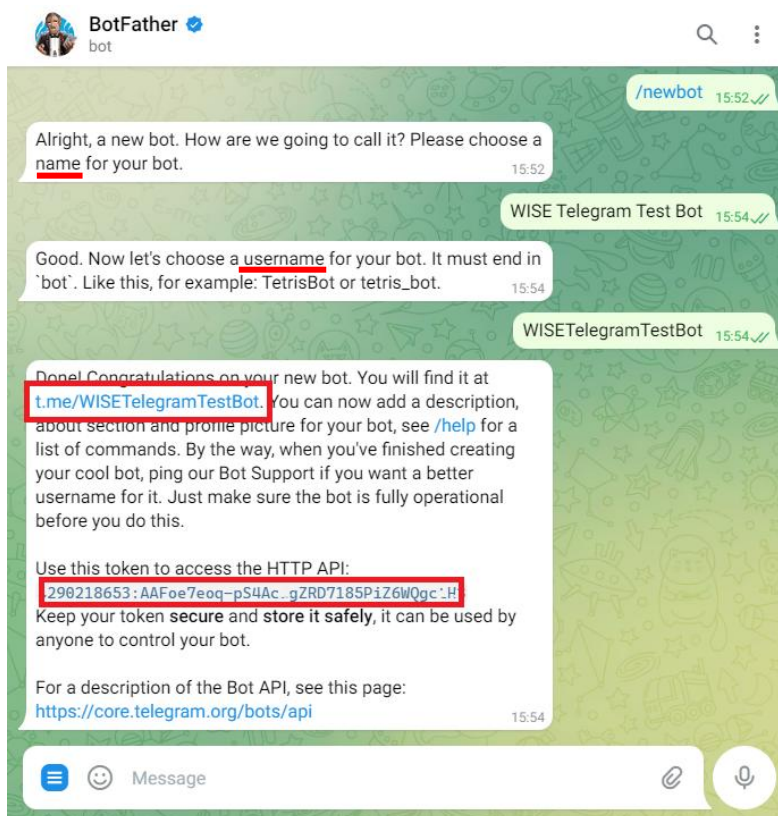 BotFather
bot
/newbot 15:52
Alright, a new bot. How are we going to call it? Please choose a
name for your bot.
15:52
WISE Telegram Test Bot 15:54
Good. Now let's choose a username for your bot. It must end in
`bot`. Like this, for example: TetrisBot or tetris_bot.
15:54
WISETelegramTestBot 15:54
Done! Congratulations on your new bot. You will find it at
t.me/WISETelegramTestBot. You can now add a description,
about section and profile picture for your bot, see /help for a
list of commands. By the way, when you've finished creating
your cool bot, ping our Bot Support if you want a better
username for it. Just make sure the bot is fully operational
before you do this.
Use this token to access the HTTP API:
Keep your token secure and store it safely, it can be used by
anyone to control your bot.
For a description of the Bot API, see this page:
https://core.telegram.org/bots/api
15:54
Message